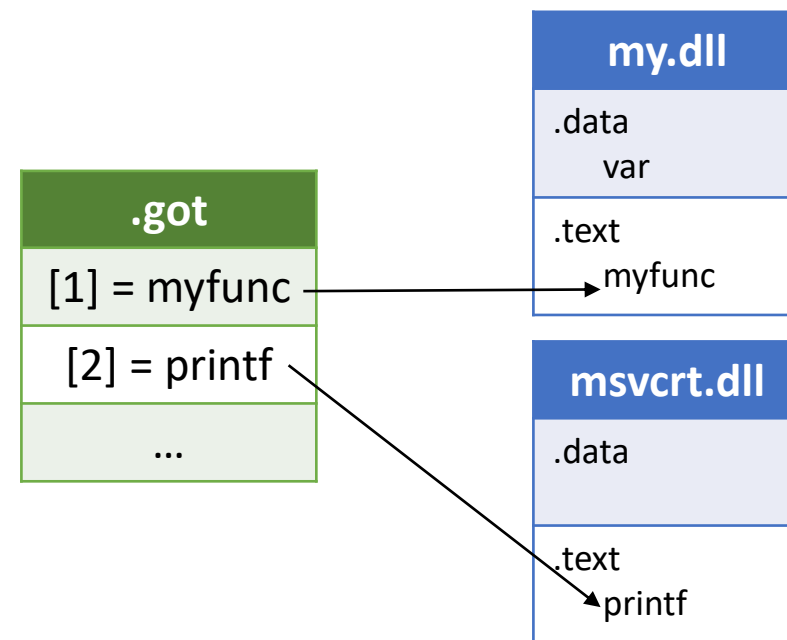 .got
[1] = myfunc
[2] = printf
...
my.dll
.data
var
.text
myfunc
msvcrt.dll
.data
.text
printf